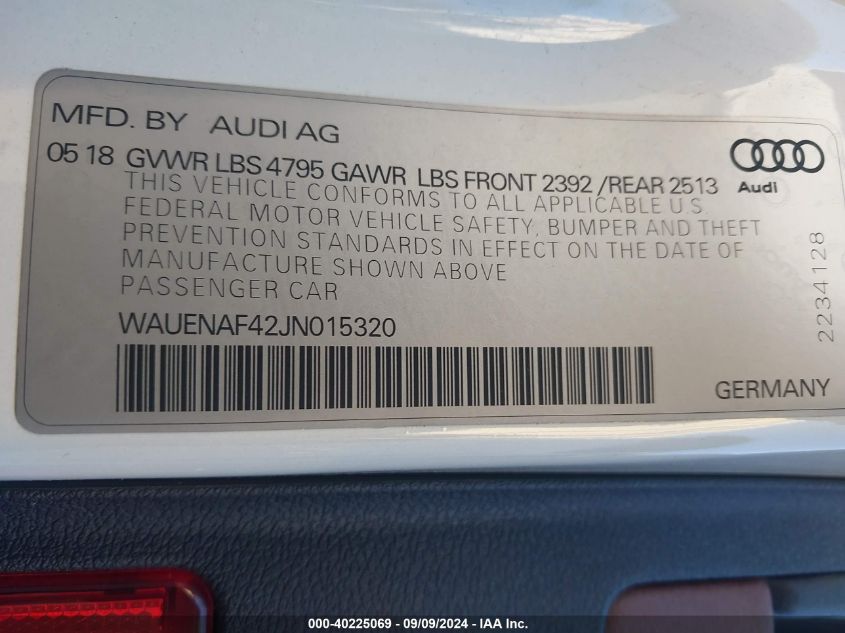 MFD. BY AUDI AG
05 18 GVWR LBS 4795 GAWR LBS FRONT 2392 /REAR 2513
Audi
THIS VEHICLE CONFORMS TO ALL APPLICABLE U.S.
FEDERAL MOTOR VEHICLE SAFETY, BUMPER AND THEFT
PREVENTION STANDARDS IN EFFECT ON THE DATE OF
MANUFACTURE SHOWN ABOVE
PASSENGER CAR
2234128
WAUENAF42JN015320
GERMANY
000-40225069 - 09/09/2024 - IAA Inc.